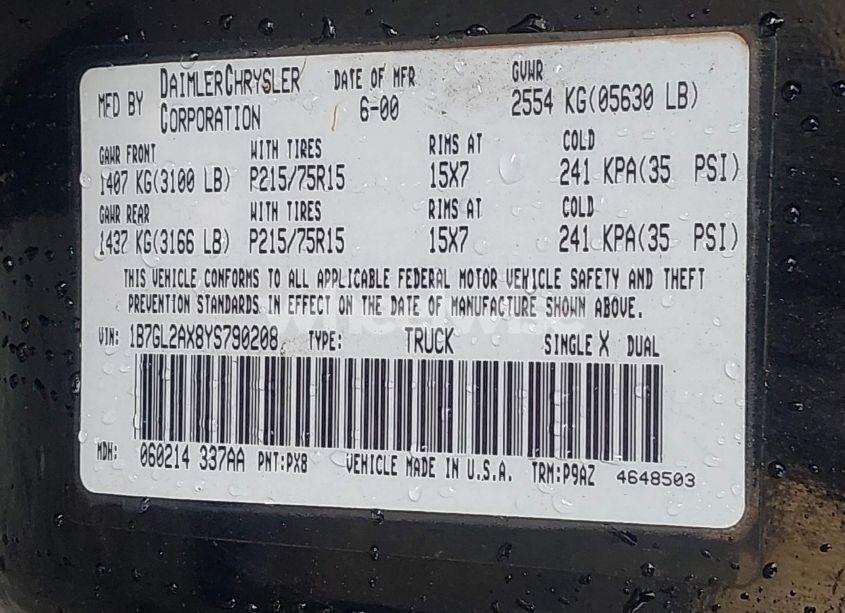 MFD BY DAIMLERCHRYSLER CORPORATION DATE OF MFR 6-00 GVWR 2554 KG(05630 LB)
GAWR FRONT WITH TIRES RIMS AT COLD
1407 KG(3100 LB) P215/75R15 15X7 241 KPA(35 PSI)
GAWR REAR WITH TIRES RIMS AT COLD
1437 KG(3166 LB) P215/75R15 15X7 241 KPA(35 PSI)
THIS VEHICLE CONFORMS TO ALL APPLICABLE FEDERAL MOTOR VEHICLE SAFETY AND THEFT
PREVENTION STANDARDS IN EFFECT ON THE DATE OF MANUFACTURE SHOWN ABOVE.
VIN: 1B7GL2AX8YS790208 TYPE: TRUCK SINGLE X DUAL
MDH: 060214 337AA PNT:PX8 VEHICLE MADE IN U.S.A. TRM:P9AZ 4648503